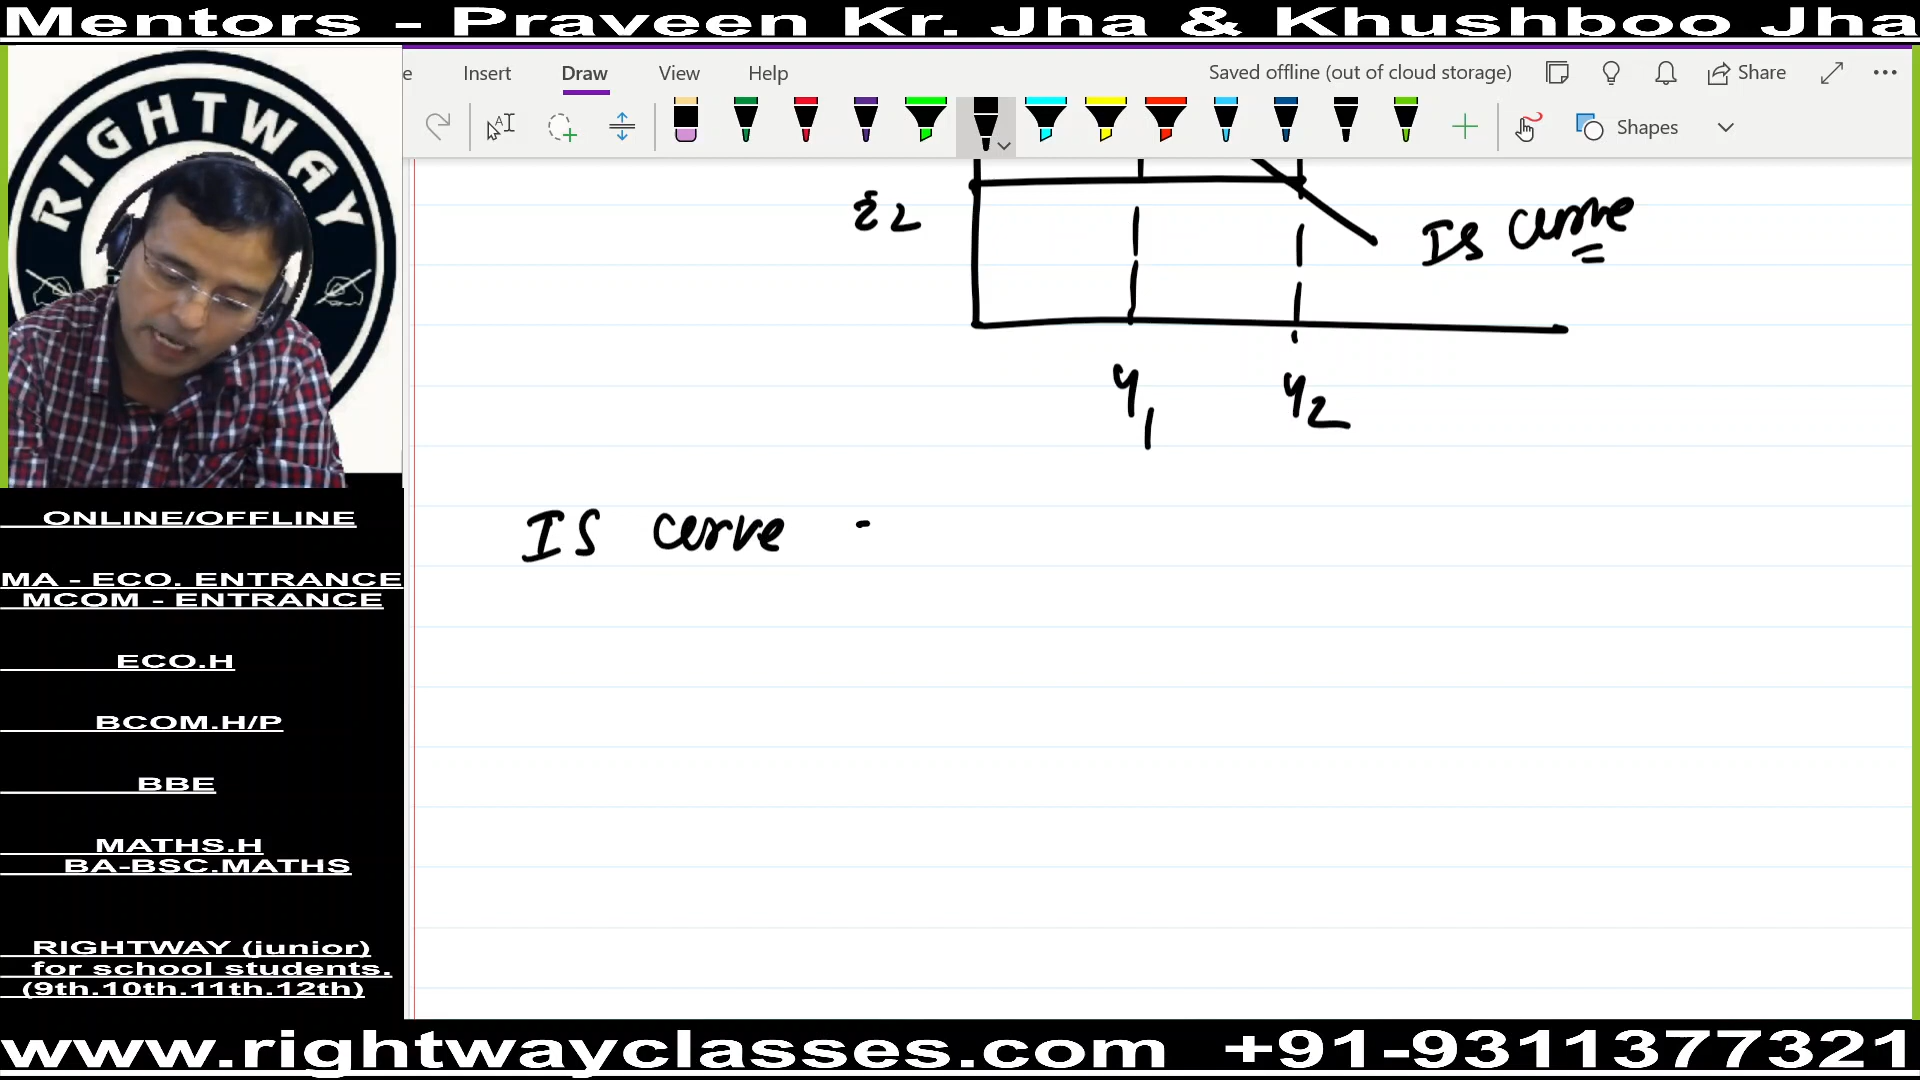 Mentors - Praveen Kr. Jha & Khushboo Jha
RIGHTWAY
Insert Draw View Help
Saved offline (out of cloud storage)
Share
Shapes
IS curve
y1 y2
IS curve -
ONLINE/OFFLINE
MA - ECO. ENTRANCE
MCOM - ENTRANCE
ECO.H
BCOM.H/P
BBE
MATHS.H
BA-BSC.MATHS
RIGHTWAY (junior)
for school students.
(9th.10th.11th.12th)
www.rightwayclasses.com +91-9311377321